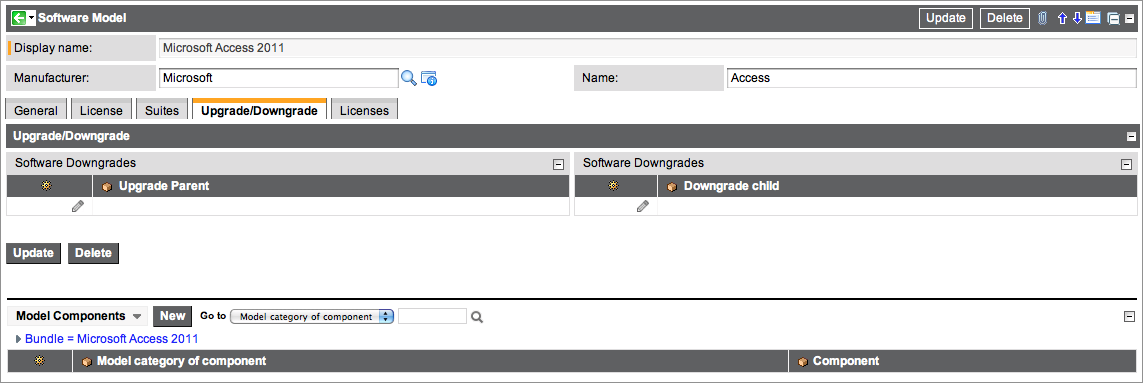 Software Model Update Delete
Display name: Microsoft Access 2011
Manufacturer: Microsoft Name: Access
General License Suites Upgrade/Downgrade Licenses
Upgrade/Downgrade
Software Downgrades Software Downgrades
Upgrade Parent Downgrade child
Update Delete
Model Components New Go to Model category of component
Bundle = Microsoft Access 2011
Model category of component Component